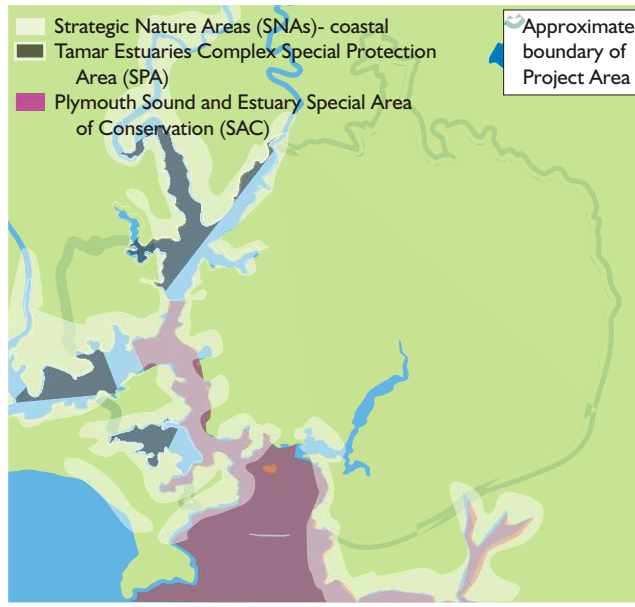 Strategic Nature Areas (SNAs)- coastal
Tamar Estuaries Complex Special Protection
Area (SPA)
Plymouth Sound and Estuary Special Area
of Conservation (SAC)
Approximate
boundary of
Project Area